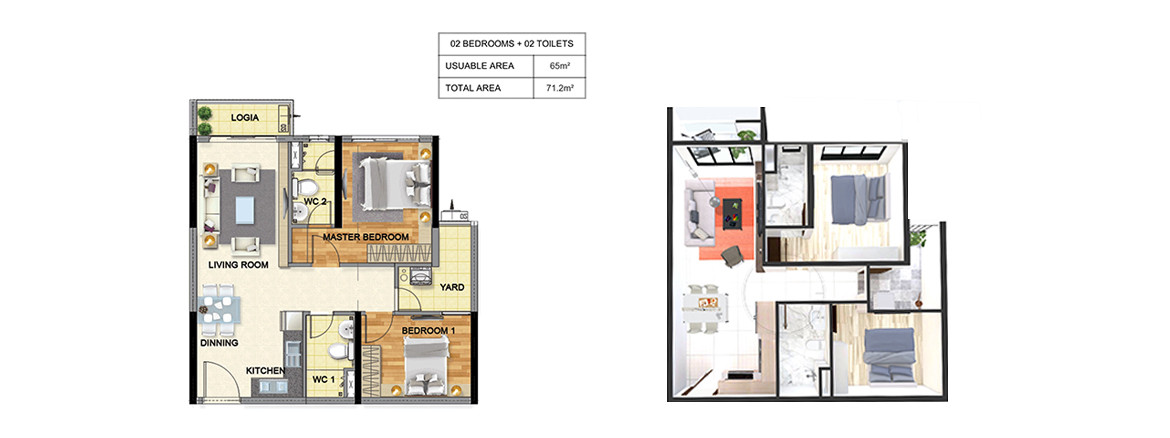 02 BEDROOMS + 02 TOILETS
USUABLE AREA 65m²
TOTAL AREA 71.2m²
LOGIA
WC 2
MASTER BEDROOM
LIVING ROOM
YARD
DINNING
BEDROOM 1
KITCHEN
WC 1